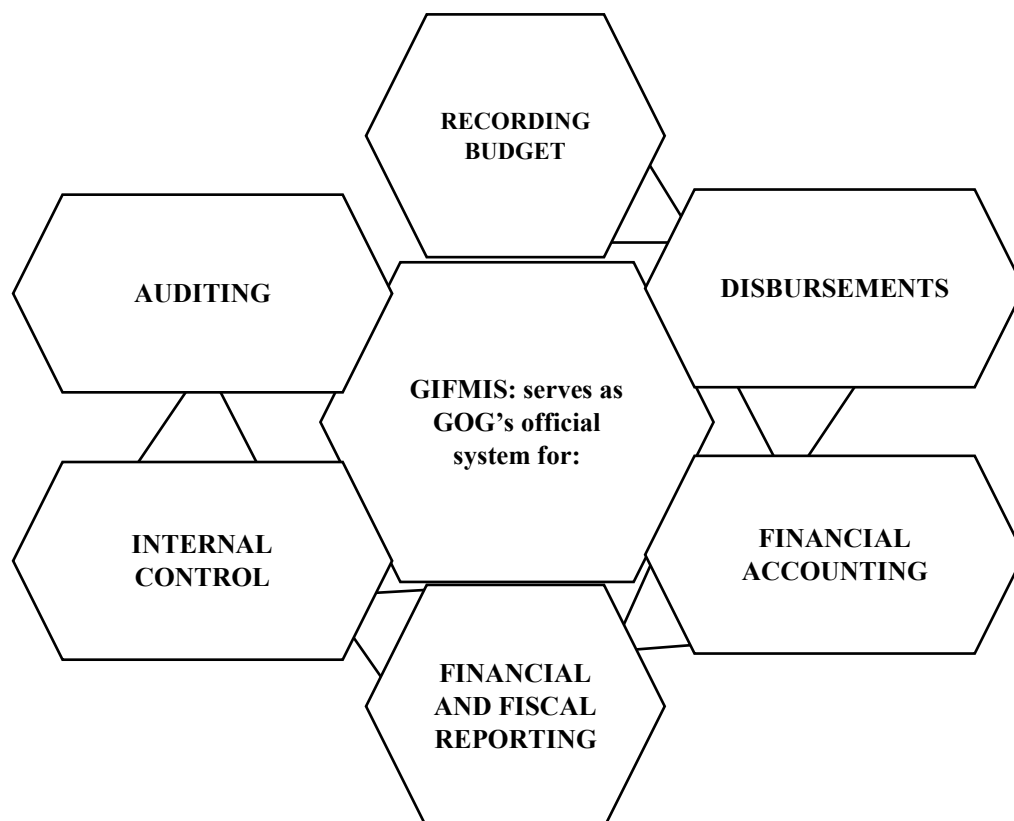 RECORDING
BUDGET
AUDITING
DISBURSEMENTS
GIFMIS: serves as
GOG’s official
system for:
INTERNAL
CONTROL
FINANCIAL
ACCOUNTING
FINANCIAL
AND FISCAL
REPORTING